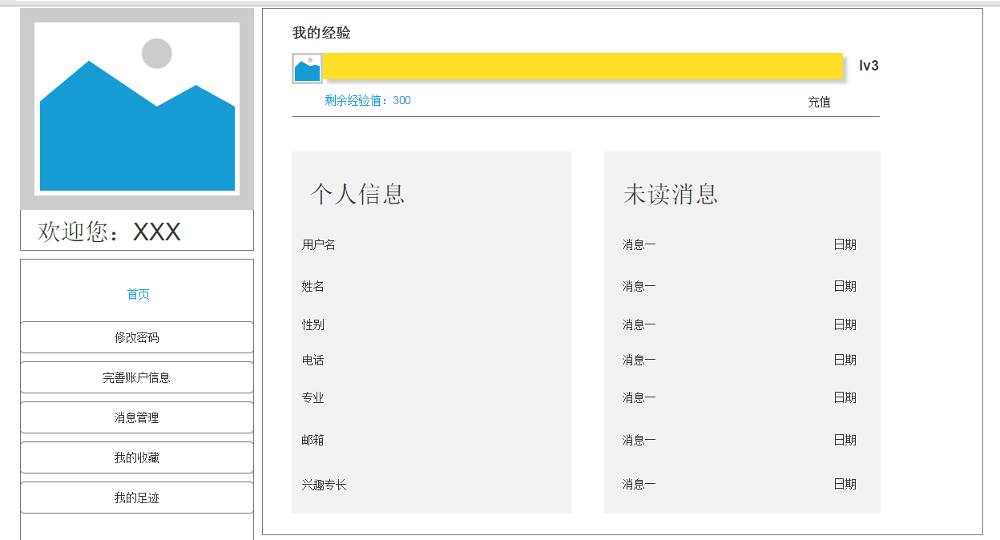 欢迎您：XXX
首页
修改密码
完善账户信息
消息管理
我的收藏
我的足迹
我的经验
lv3
剩余经验值：300
充值
个人信息
用户名
姓名
性别
电话
专业
邮箱
兴趣专长
未读消息
消息一 日期
消息一 日期
消息一 日期
消息一 日期
消息一 日期
消息一 日期
消息一 日期